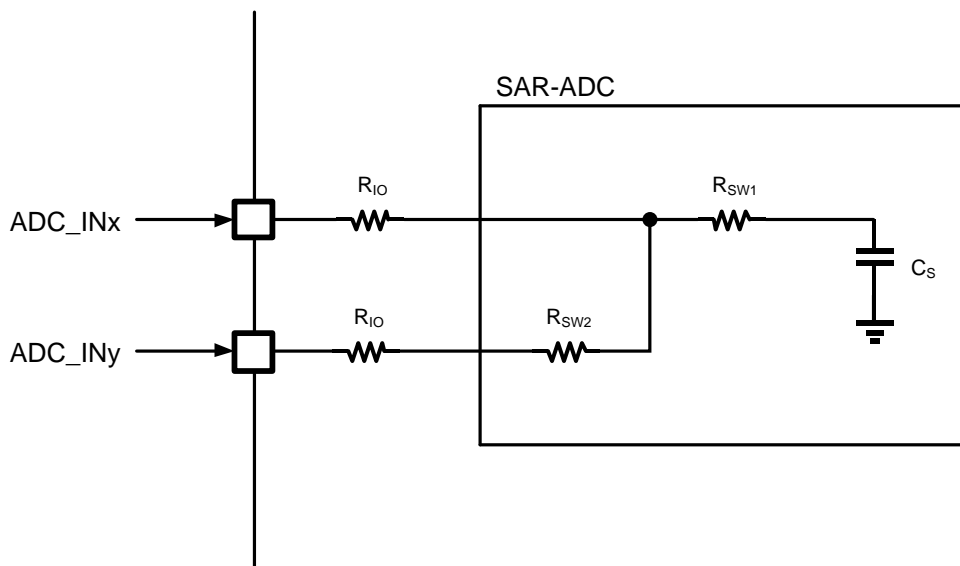 SAR-ADC
R_IO
R_SW1
ADC_INx
C_S
R_IO
R_SW2
ADC_INy